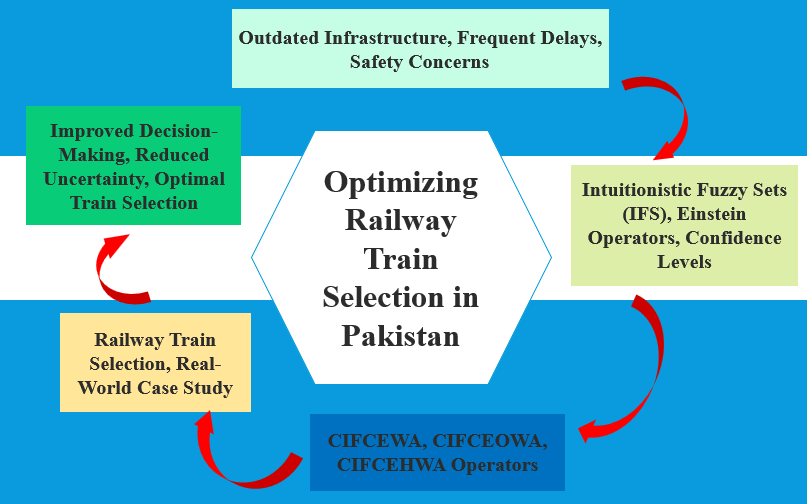 Outdated Infrastructure, Frequent Delays,
Safety Concerns
Improved Decision-
Making, Reduced
Uncertainty, Optimal
Train Selection
Optimizing
Railway
Train
Selection in
Pakistan
Intuitionistic Fuzzy Sets
(IFS), Einstein
Operators, Confidence
Levels
Railway Train
Selection, Real-
World Case Study
CIFCEWA, CIFCEOWA,
CIFCEHWA Operators